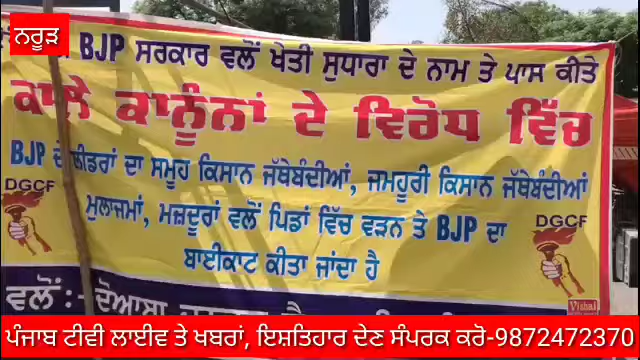 ਨਰੂੜ
BJP ਸਰਕਾਰ ਵਲੋਂ ਖੇਤੀ ਸੁਧਾਰਾ ਦੇ ਨਾਮ ਤੇ ਪਾਸ ਕੀਤੇ
ਕਾਲੇ ਕਾਨੂੰਨਾਂ ਦੇ ਵਿਰੋਧ ਵਿੱਚ
BJP ਦੇ ਲੀਡਰਾਂ ਦਾ ਸਮੂਹ ਕਿਸਾਨ ਜੱਥੇਬੰਦੀਆਂ, ਜਮਹੂਰੀ ਕਿਸਾਨ ਜੱਥੇਬੰਦੀਆਂ
DGCF
ਮੁਲਾਜਮਾਂ, ਮਜ਼ਦੂਰਾਂ ਵਲੋਂ ਪਿਡਾਂ ਵਿੱਚ ਵੜਨ ਤੇ BJP ਦਾ
DGCF
ਬਾਈਕਾਟ ਕੀਤਾ ਜਾਂਦਾ ਹੈ
ਵਲੋਂ :- ਦੋਆਬਾ
Vishal
ਪੰਜਾਬ ਟੀਵੀ ਲਾਈਵ ਤੇ ਖਬਰਾਂ, ਇਸ਼ਤਿਹਾਰ ਦੇਣ ਸੰਪਰਕ ਕਰੋ-9872472370